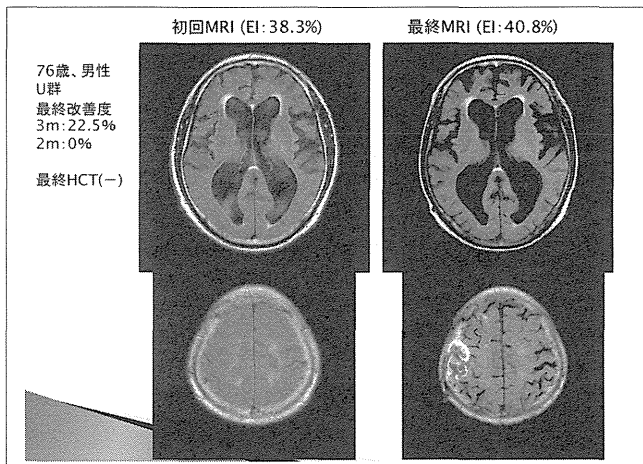 初回MRI (EI:38.3%)
最終MRI (EI:40.8%)
76歳、男性
U群
最終改善度
3m:22.5%
2m:0%
最終HCT(−)